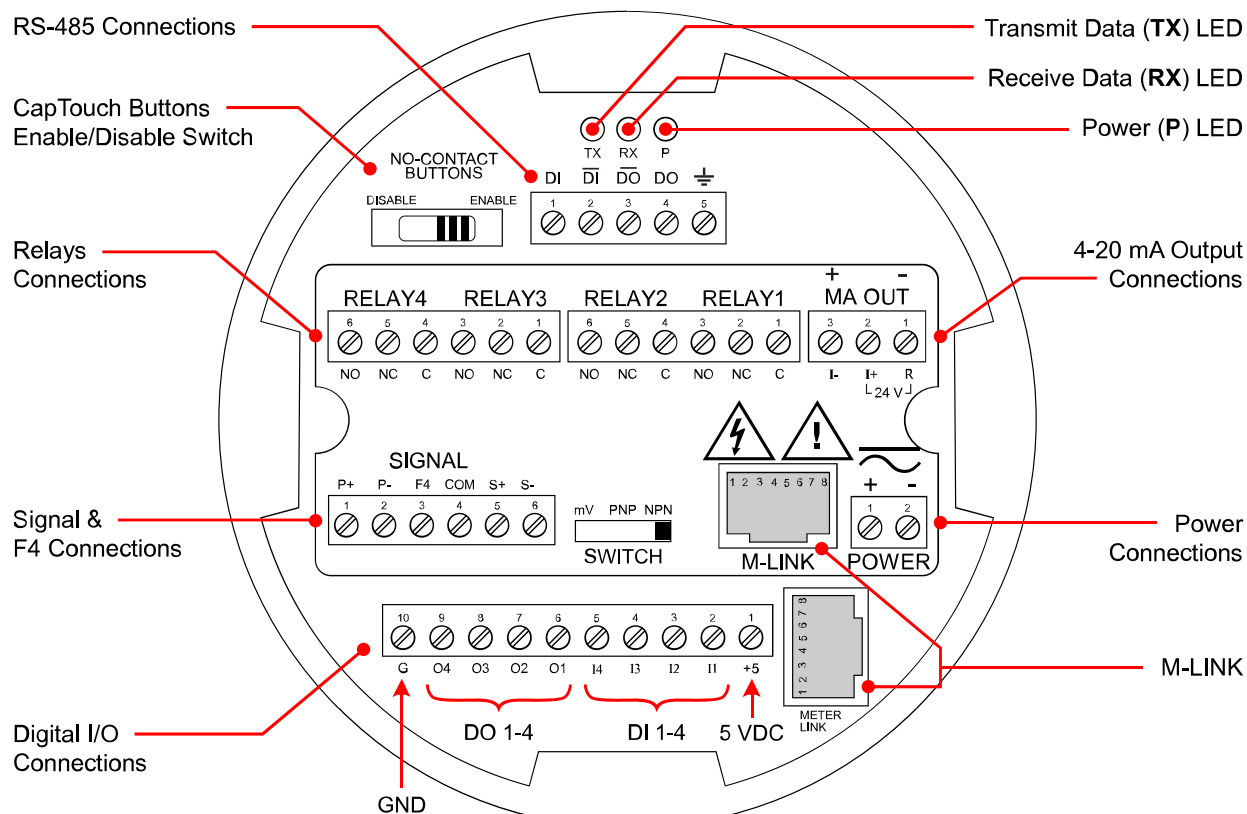 RS-485 Connections
Transmit Data (TX) LED
Receive Data (RX) LED
Power (P) LED
CapTouch Buttons
Enable/Disable Switch
TX RX P
NO-CONTACT
BUTTONS
DISABLE ENABLE
DI D̅I̅ D̅O̅ DO
1 2 3 4 5
Relays
Connections
4-20 mA Output
Connections
+ -
RELAY4 RELAY3 RELAY2 RELAY1 MA OUT
6 5 4 3 2 1 6 5 4 3 2 1 3 2 1
NO NC C NO NC C NO NC C NO NC C I- I+ R
24 V
SIGNAL
P+ P- F4 COM S+ S-
1 2 3 4 5 6
mV PNP NPN
SWITCH
1 2 3 4 5 6 7 8
M-LINK
+ -
1 2
POWER
Signal &
F4 Connections
Power
Connections
10 9 8 7 6 5 4 3 2 1
G O4 O3 O2 O1 I4 I3 I2 I1 +5
DO 1-4 DI 1-4 5 VDC
GND
1 2 3 4 5 6 7 8
METER
LINK
M-LINK
Digital I/O
Connections